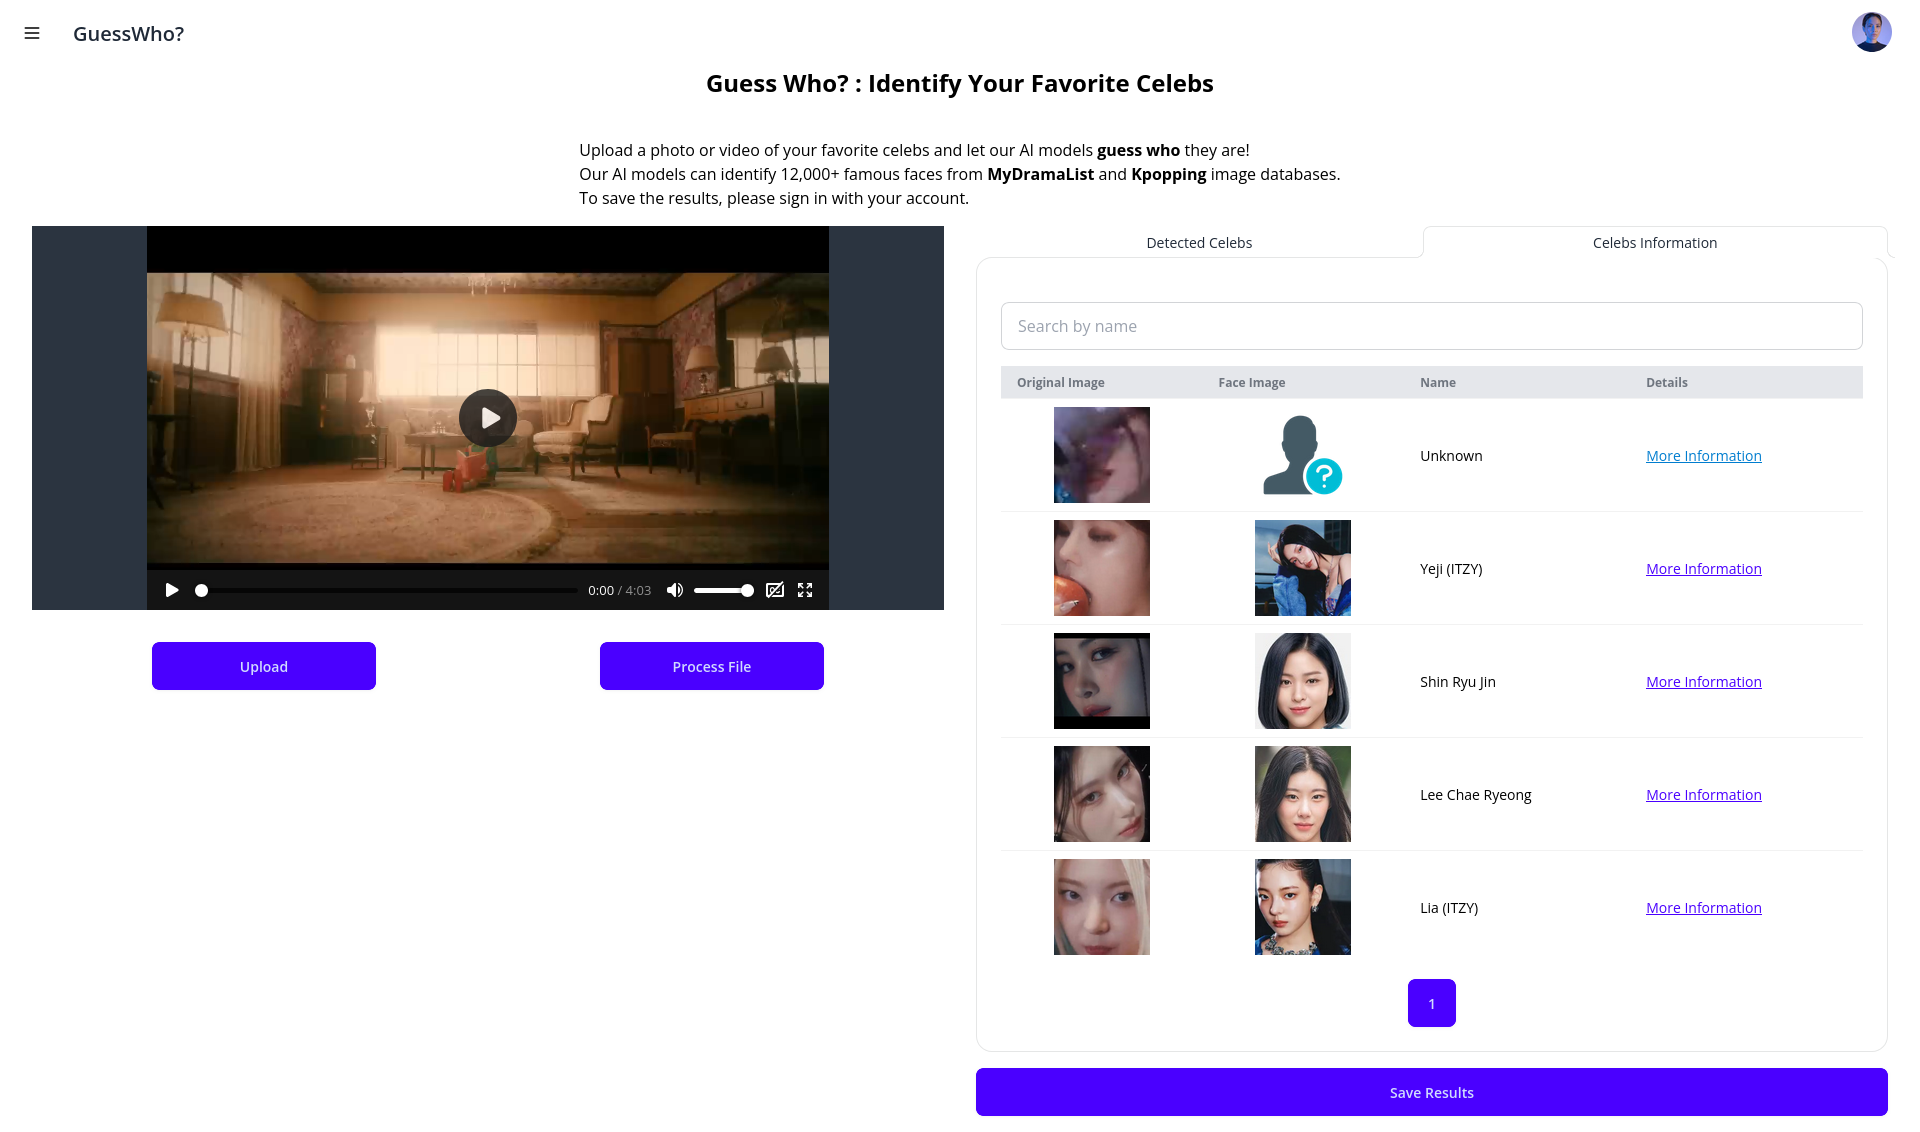 GuessWho?
Guess Who? : Identify Your Favorite Celebs
Upload a photo or video of your favorite celebs and let our AI models guess who they are!
Our AI models can identify 12,000+ famous faces from MyDramaList and Kpopping image databases.
To save the results, please sign in with your account.
0:00 / 4:03
Upload
Process File
Detected Celebs
Celebs Information
Search by name
Original Image
Face Image
Name
Details
?
Unknown
More Information
Yeji (ITZY)
More Information
Shin Ryu Jin
More Information
Lee Chae Ryeong
More Information
Lia (ITZY)
More Information
1
Save Results